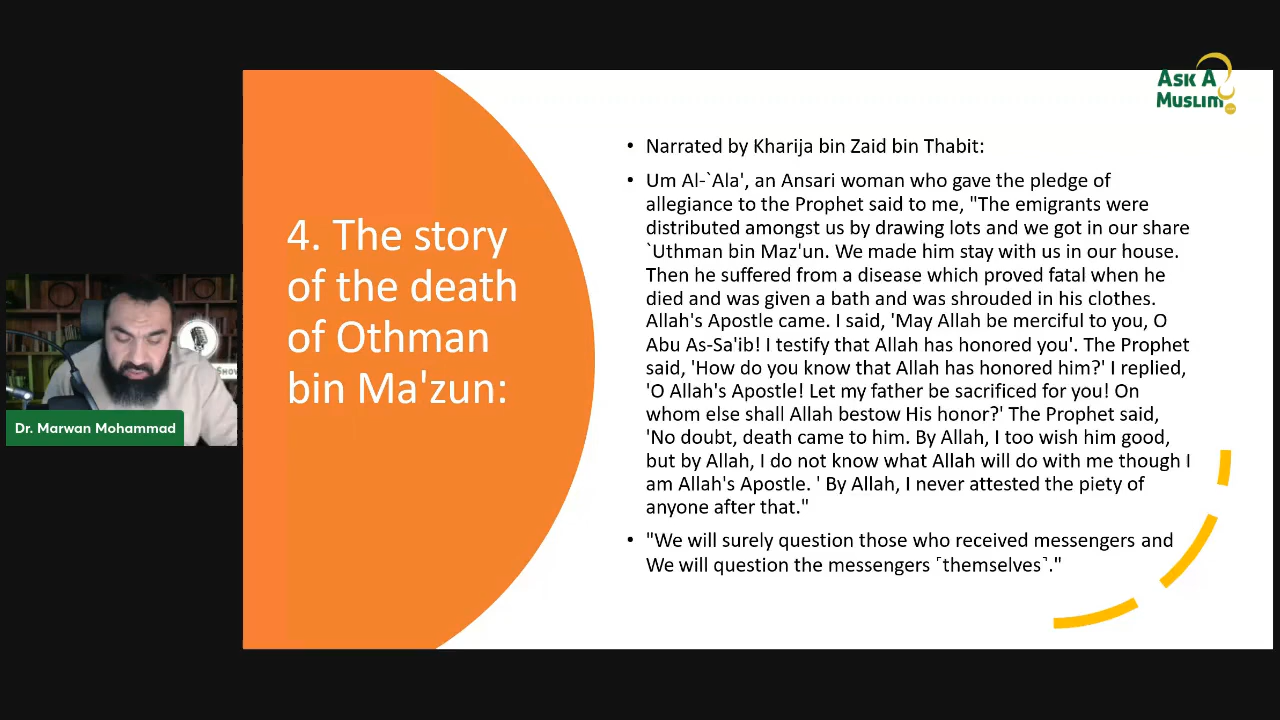 ASK A
MUSLIM
4. The story
of the death
of Othman
bin Ma'zun:
• Narrated by Kharija bin Zaid bin Thabit:
• Um Al-`Ala', an Ansari woman who gave the pledge of
allegiance to the Prophet said to me, "The emigrants were
distributed amongst us by drawing lots and we got in our share
`Uthman bin Maz'un. We made him stay with us in our house.
Then he suffered from a disease which proved fatal when he
died and was given a bath and was shrouded in his clothes.
Allah's Apostle came. I said, 'May Allah be merciful to you, O
Abu As-Sa'ib! I testify that Allah has honored you'. The Prophet
said, 'How do you know that Allah has honored him?' I replied,
'O Allah's Apostle! Let my father be sacrificed for you! On
whom else shall Allah bestow His honor?' The Prophet said,
'No doubt, death came to him. By Allah, I too wish him good,
but by Allah, I do not know what Allah will do with me though I
am Allah's Apostle. ' By Allah, I never attested the piety of
anyone after that."
• "We will surely question those who received messengers and
We will question the messengers ˹themselves˺."
Dr. Marwan Mohammad